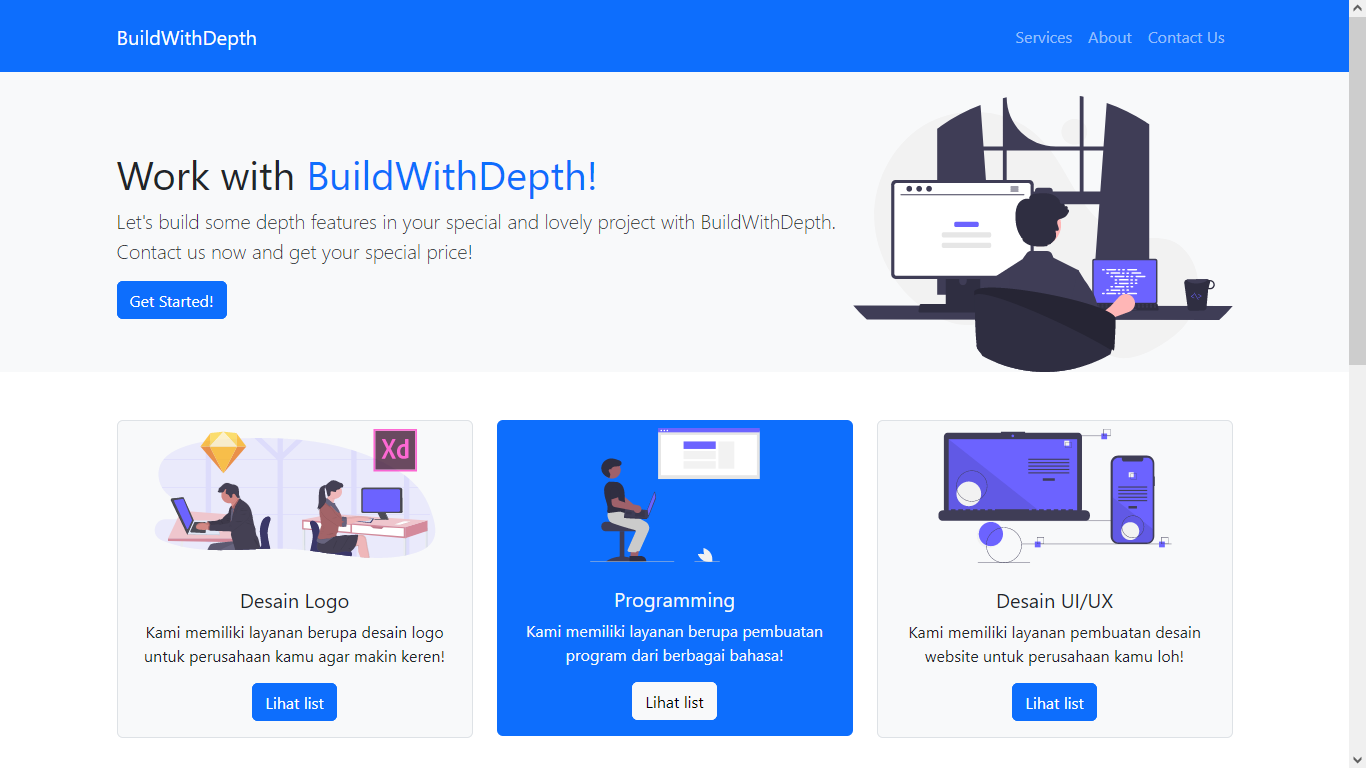 BuildWithDepth
Services About Contact Us
Work with BuildWithDepth!
Let's build some depth features in your special and lovely project with BuildWithDepth.
Contact us now and get your special price!
Get Started!
Xd
Desain Logo
Kami memiliki layanan berupa desain logo
untuk perusahaan kamu agar makin keren!
Lihat list
Programming
Kami memiliki layanan berupa pembuatan
program dari berbagai bahasa!
Lihat list
Desain UI/UX
Kami memiliki layanan pembuatan desain
website untuk perusahaan kamu loh!
Lihat list